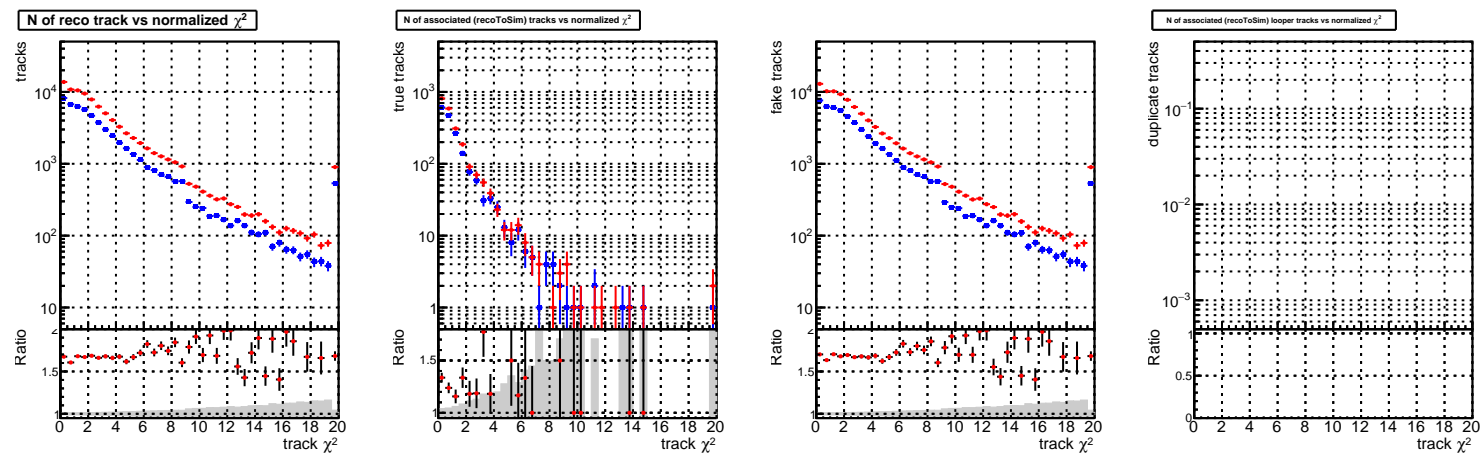 N of reco track vs normalized χ²
tracks
10⁴
10³
10²
10
Ratio
2
1.5
1
0 2 4 6 8 10 12 14 16 18 20
track χ²
N of associated (recoToSim) tracks vs normalized χ²
true tracks
10³
10²
10
1
Ratio
1.5
1
0 2 4 6 8 10 12 14 16 18 20
track χ²
fake tracks
10⁴
10³
10²
10
Ratio
2
1.5
1
0 2 4 6 8 10 12 14 16 18 20
track χ²
N of associated (recoToSim) looper tracks vs normalized χ²
duplicate tracks
10⁻¹
10⁻²
10⁻³
Ratio
0.5
0
0 2 4 6 8 10 12 14 16 18 20
track χ²